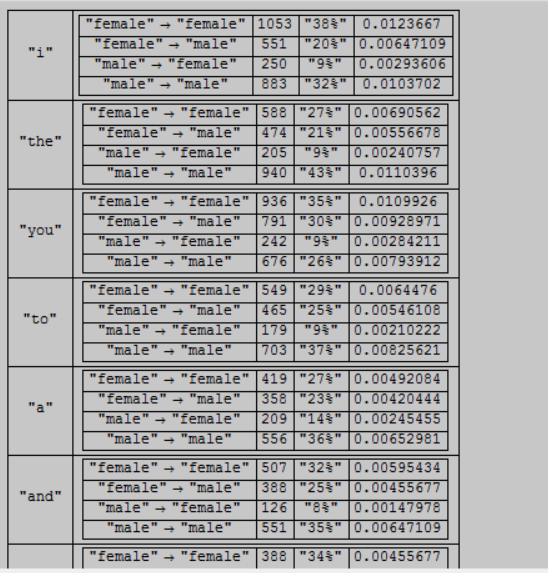 "i"
"female" → "female" 1053 "38%" 0.0123667
"female" → "male" 551 "20%" 0.00647109
"male" → "female" 250 "9%" 0.00293606
"male" → "male" 883 "32%" 0.0103702
"the"
"female" → "female" 588 "27%" 0.00690562
"female" → "male" 474 "21%" 0.00556678
"male" → "female" 205 "9%" 0.00240757
"male" → "male" 940 "43%" 0.0110396
"you"
"female" → "female" 936 "35%" 0.0109926
"female" → "male" 791 "30%" 0.00928971
"male" → "female" 242 "9%" 0.00284211
"male" → "male" 676 "26%" 0.00793912
"to"
"female" → "female" 549 "29%" 0.0064476
"female" → "male" 465 "25%" 0.00546108
"male" → "female" 179 "9%" 0.00210222
"male" → "male" 703 "37%" 0.00825621
"a"
"female" → "female" 419 "27%" 0.00492084
"female" → "male" 358 "23%" 0.00420444
"male" → "female" 209 "14%" 0.00245455
"male" → "male" 556 "36%" 0.00652981
"and"
"female" → "female" 507 "32%" 0.00595434
"female" → "male" 388 "25%" 0.00455677
"male" → "female" 126 "8%" 0.00147978
"male" → "male" 551 "35%" 0.00647109
"female" → "female" 388 "34%" 0.00455677